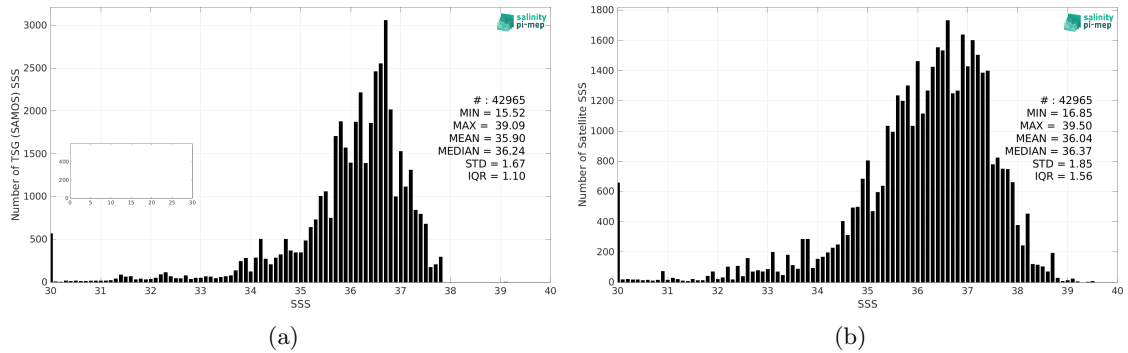 3000
2500
2000
1500
1000
500
0
Number of TSG (SAMOS) SSS
salinity
pi-mep
# : 42965
MIN = 15.52
MAX = 39.09
MEAN = 35.90
MEDIAN = 36.24
STD = 1.67
IQR = 1.10
400
200
0
0 5 10 15 20 25 30
30 31 32 33 34 35 36 37 38 39 40
SSS
(a)
1800
1600
1400
1200
1000
800
600
400
200
0
Number of Satellite SSS
salinity
pi-mep
# : 42965
MIN = 16.85
MAX = 39.50
MEAN = 36.04
MEDIAN = 36.37
STD = 1.85
IQR = 1.56
30 31 32 33 34 35 36 37 38 39 40
SSS
(b)